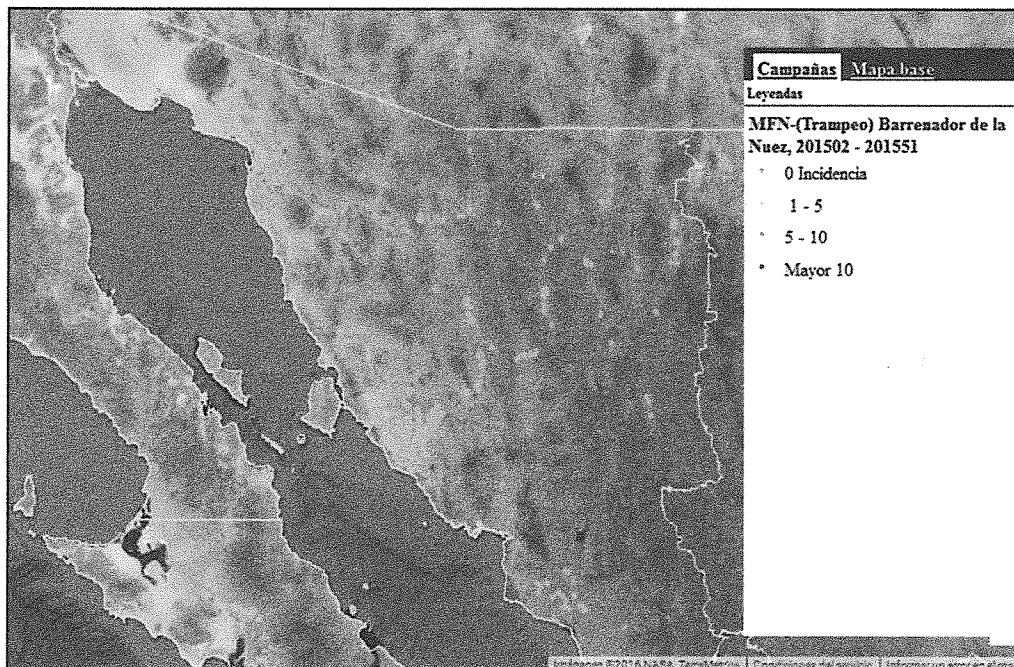 Campañas Mapa base
Leyendas
MFN-(Trampeo) Barrenador de la
Nuez, 201502 - 201551
0 Incidencia
1 - 5
5 - 10
Mayor 10